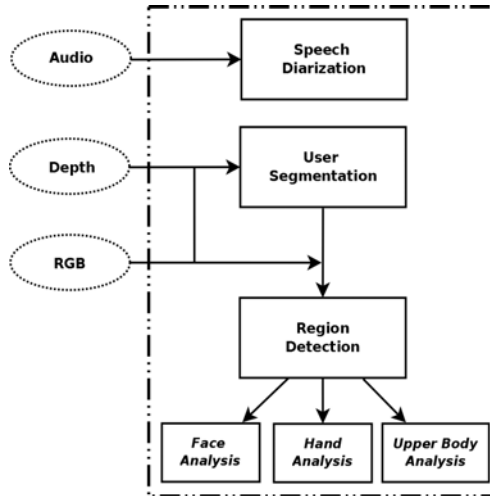 Audio
Speech
Diarization
Depth
User
Segmentation
RGB
Region
Detection
Face
Analysis
Hand
Analysis
Upper Body
Analysis